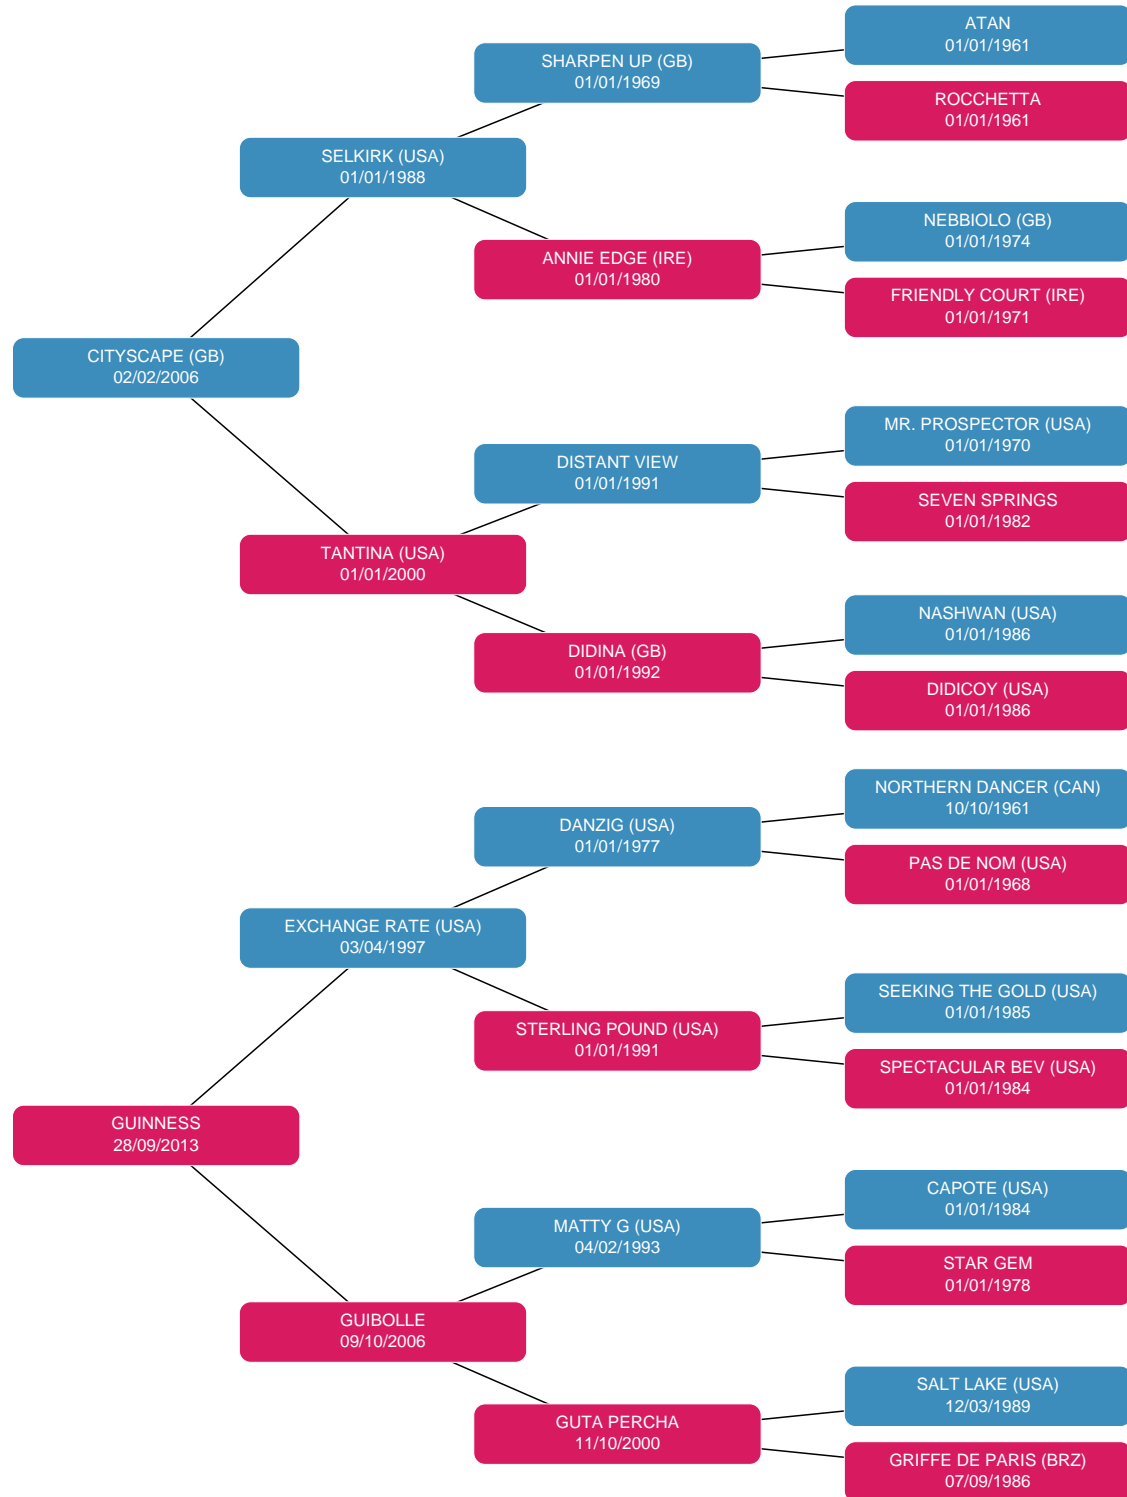 ATAN
01/01/1961
SHARPEN UP (GB)
01/01/1969
ROCCHETTA
01/01/1961
SELKIRK (USA)
01/01/1988
NEBBIOLO (GB)
01/01/1974
ANNIE EDGE (IRE)
01/01/1980
FRIENDLY COURT (IRE)
01/01/1971
CITYSCAPE (GB)
02/02/2006
MR. PROSPECTOR (USA)
01/01/1970
DISTANT VIEW
01/01/1991
SEVEN SPRINGS
01/01/1982
TANTINA (USA)
01/01/2000
NASHWAN (USA)
01/01/1986
DIDINA (GB)
01/01/1992
DIDICOY (USA)
01/01/1986
NORTHERN DANCER (CAN)
10/10/1961
DANZIG (USA)
01/01/1977
PAS DE NOM (USA)
01/01/1968
EXCHANGE RATE (USA)
03/04/1997
SEEKING THE GOLD (USA)
01/01/1985
STERLING POUND (USA)
01/01/1991
SPECTACULAR BEV (USA)
01/01/1984
GUINNESS
28/09/2013
CAPOTE (USA)
01/01/1984
MATTY G (USA)
04/02/1993
STAR GEM
01/01/1978
GUIBOLLE
09/10/2006
SALT LAKE (USA)
12/03/1989
GUTA PERCHA
11/10/2000
GRIFFE DE PARIS (BRZ)
07/09/1986